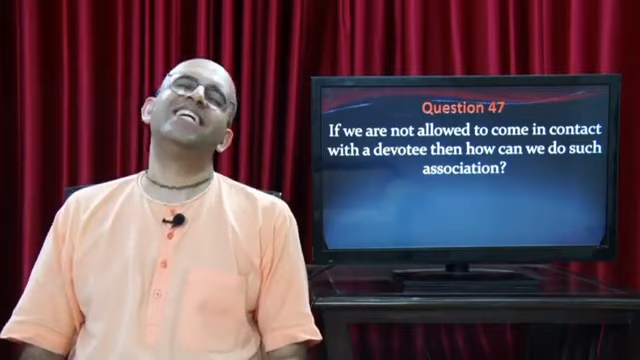 Question 47
If we are not allowed to come in contact
with a devotee then how can we do such
association?